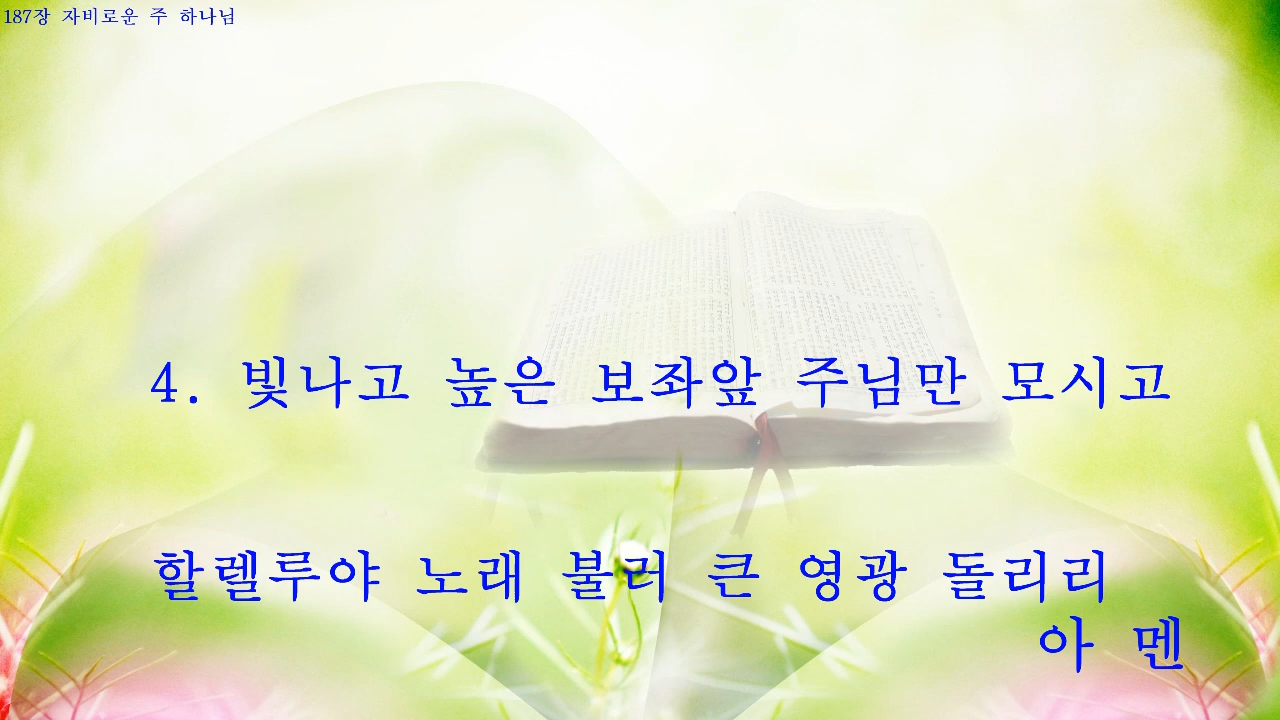 187장 자비로운 주 하나님
4. 빛나고 높은 보좌앞 주님만 모시고
할렐루야 노래 불러 큰 영광 돌리리
아 멘